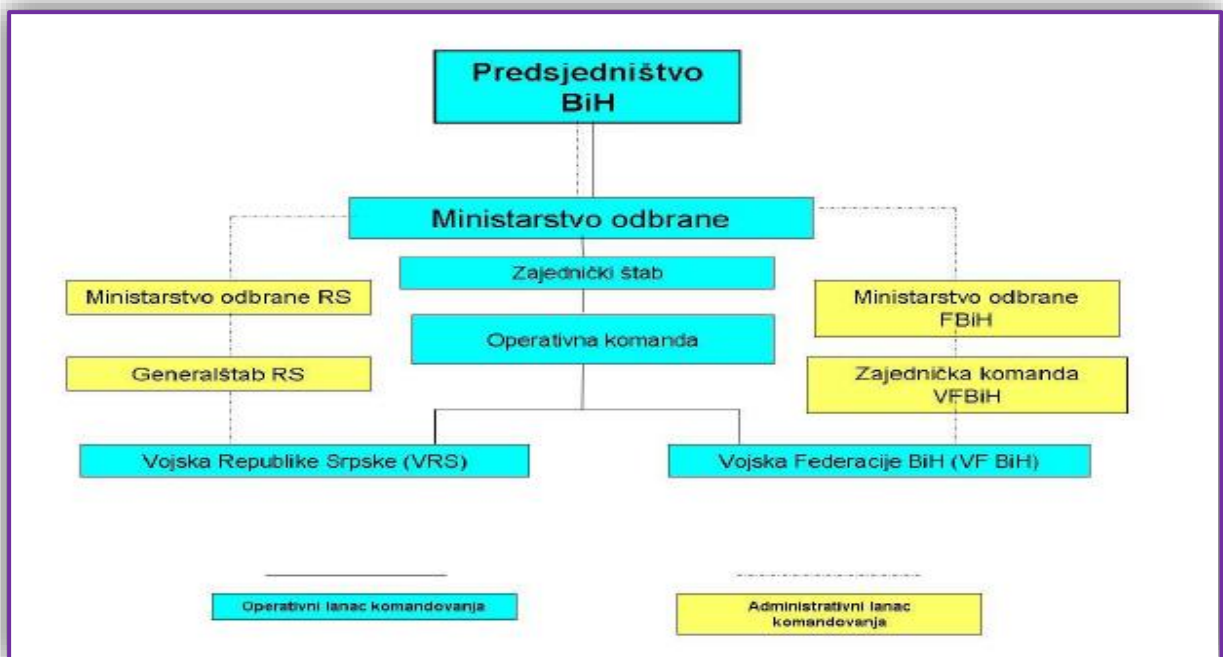 Predsjedništvo
BiH
Ministarstvo odbrane
Zajednički štab
Ministarstvo odbrane RS
Ministarstvo odbrane
FBiH
Operativna komanda
Generalštab RS
Zajednička komanda
VFBiH
Vojska Republike Srpske (VRS)
Vojska Federacije BiH (VF BiH)
Operativni lanac komandovanja
Administrativni lanac
komandovanja